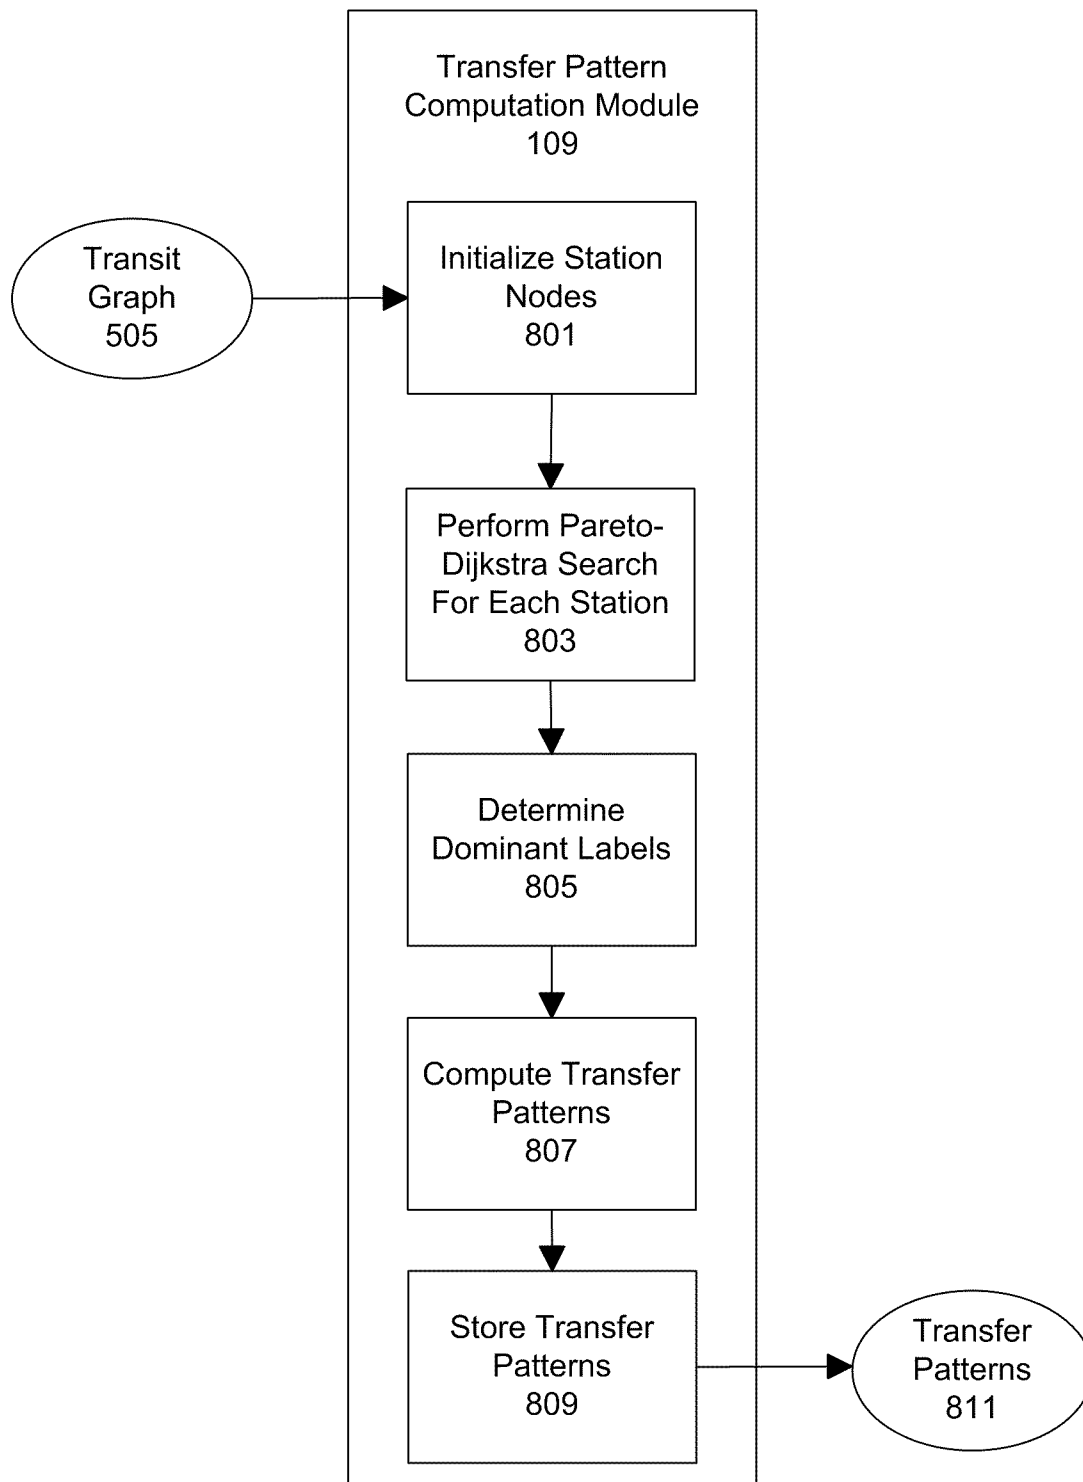 Transfer Pattern
Computation Module
109
Transit
Graph
505
Initialize Station
Nodes
801
Perform Pareto-
Dijkstra Search
For Each Station
803
Determine
Dominant Labels
805
Compute Transfer
Patterns
807
Store Transfer
Patterns
809
Transfer
Patterns
811